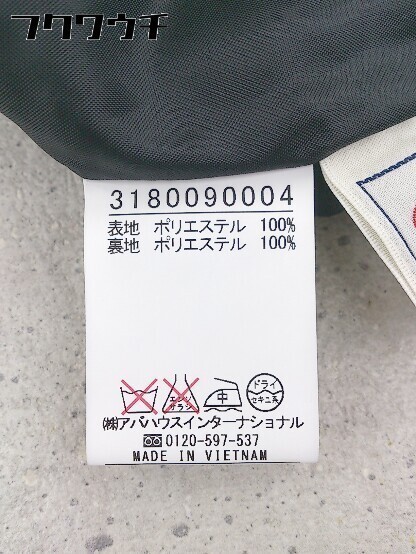 フクワウチ
3180090004
表地 ポリエステル 100%
裏地 ポリエステル 100%
エンソ サラシ 中 ドライ セキユ系
㈱アバハウスインターナショナル
0120-597-537
MADE IN VIETNAM